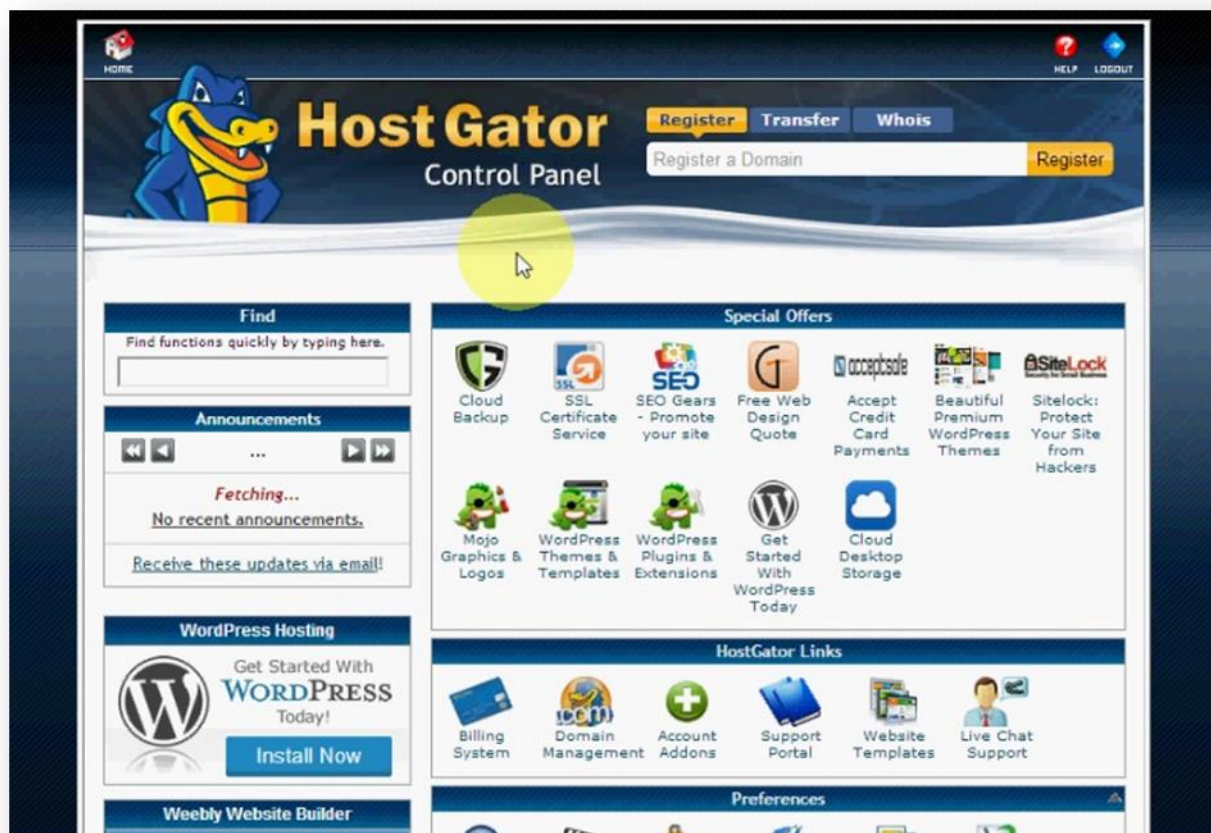 HOME
HELP
LOGOUT
HostGator
Control Panel
Register Transfer Whois
Register a Domain
Register
Find
Find functions quickly by typing here.
Announcements
...
Fetching...
No recent announcements.
Receive these updates via email!
WordPress Hosting
Get Started With
WORDPRESS
Today!
Install Now
Weebly Website Builder
Special Offers
Cloud
Backup
SSL
SSL
Certificate
Service
SEO
SEO Gears
- Promote
your site
Free Web
Design
Quote
acceptsafe
Accept
Credit
Card
Payments
Beautiful
Premium
WordPress
Themes
SiteLock
Security for Small Business
Sitelock:
Protect
Your Site
from
Hackers
Mojo
Graphics &
Logos
WordPress
Themes &
Templates
WordPress
Plugins &
Extensions
Get
Started
With
WordPress
Today
Cloud
Desktop
Storage
HostGator Links
Billing
System
.com
Domain
Management
Account
Addons
Support
Portal
Website
Templates
Live Chat
Support
Preferences